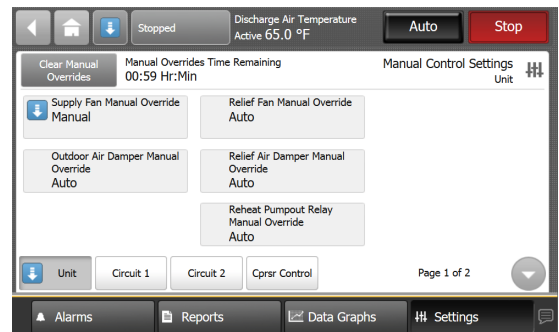 Stopped
Discharge Air Temperature
Active 65.0 °F
Auto
Stop
Clear Manual
Overrides
Manual Overrides Time Remaining
00:59 Hr:Min
Manual Control Settings
Unit
Supply Fan Manual Override
Manual
Relief Fan Manual Override
Auto
Outdoor Air Damper Manual
Override
Auto
Relief Air Damper Manual
Override
Auto
Reheat Pumpout Relay
Manual Override
Auto
Unit
Circuit 1
Circuit 2
Cprsr Control
Page 1 of 2
Alarms
Reports
Data Graphs
Settings